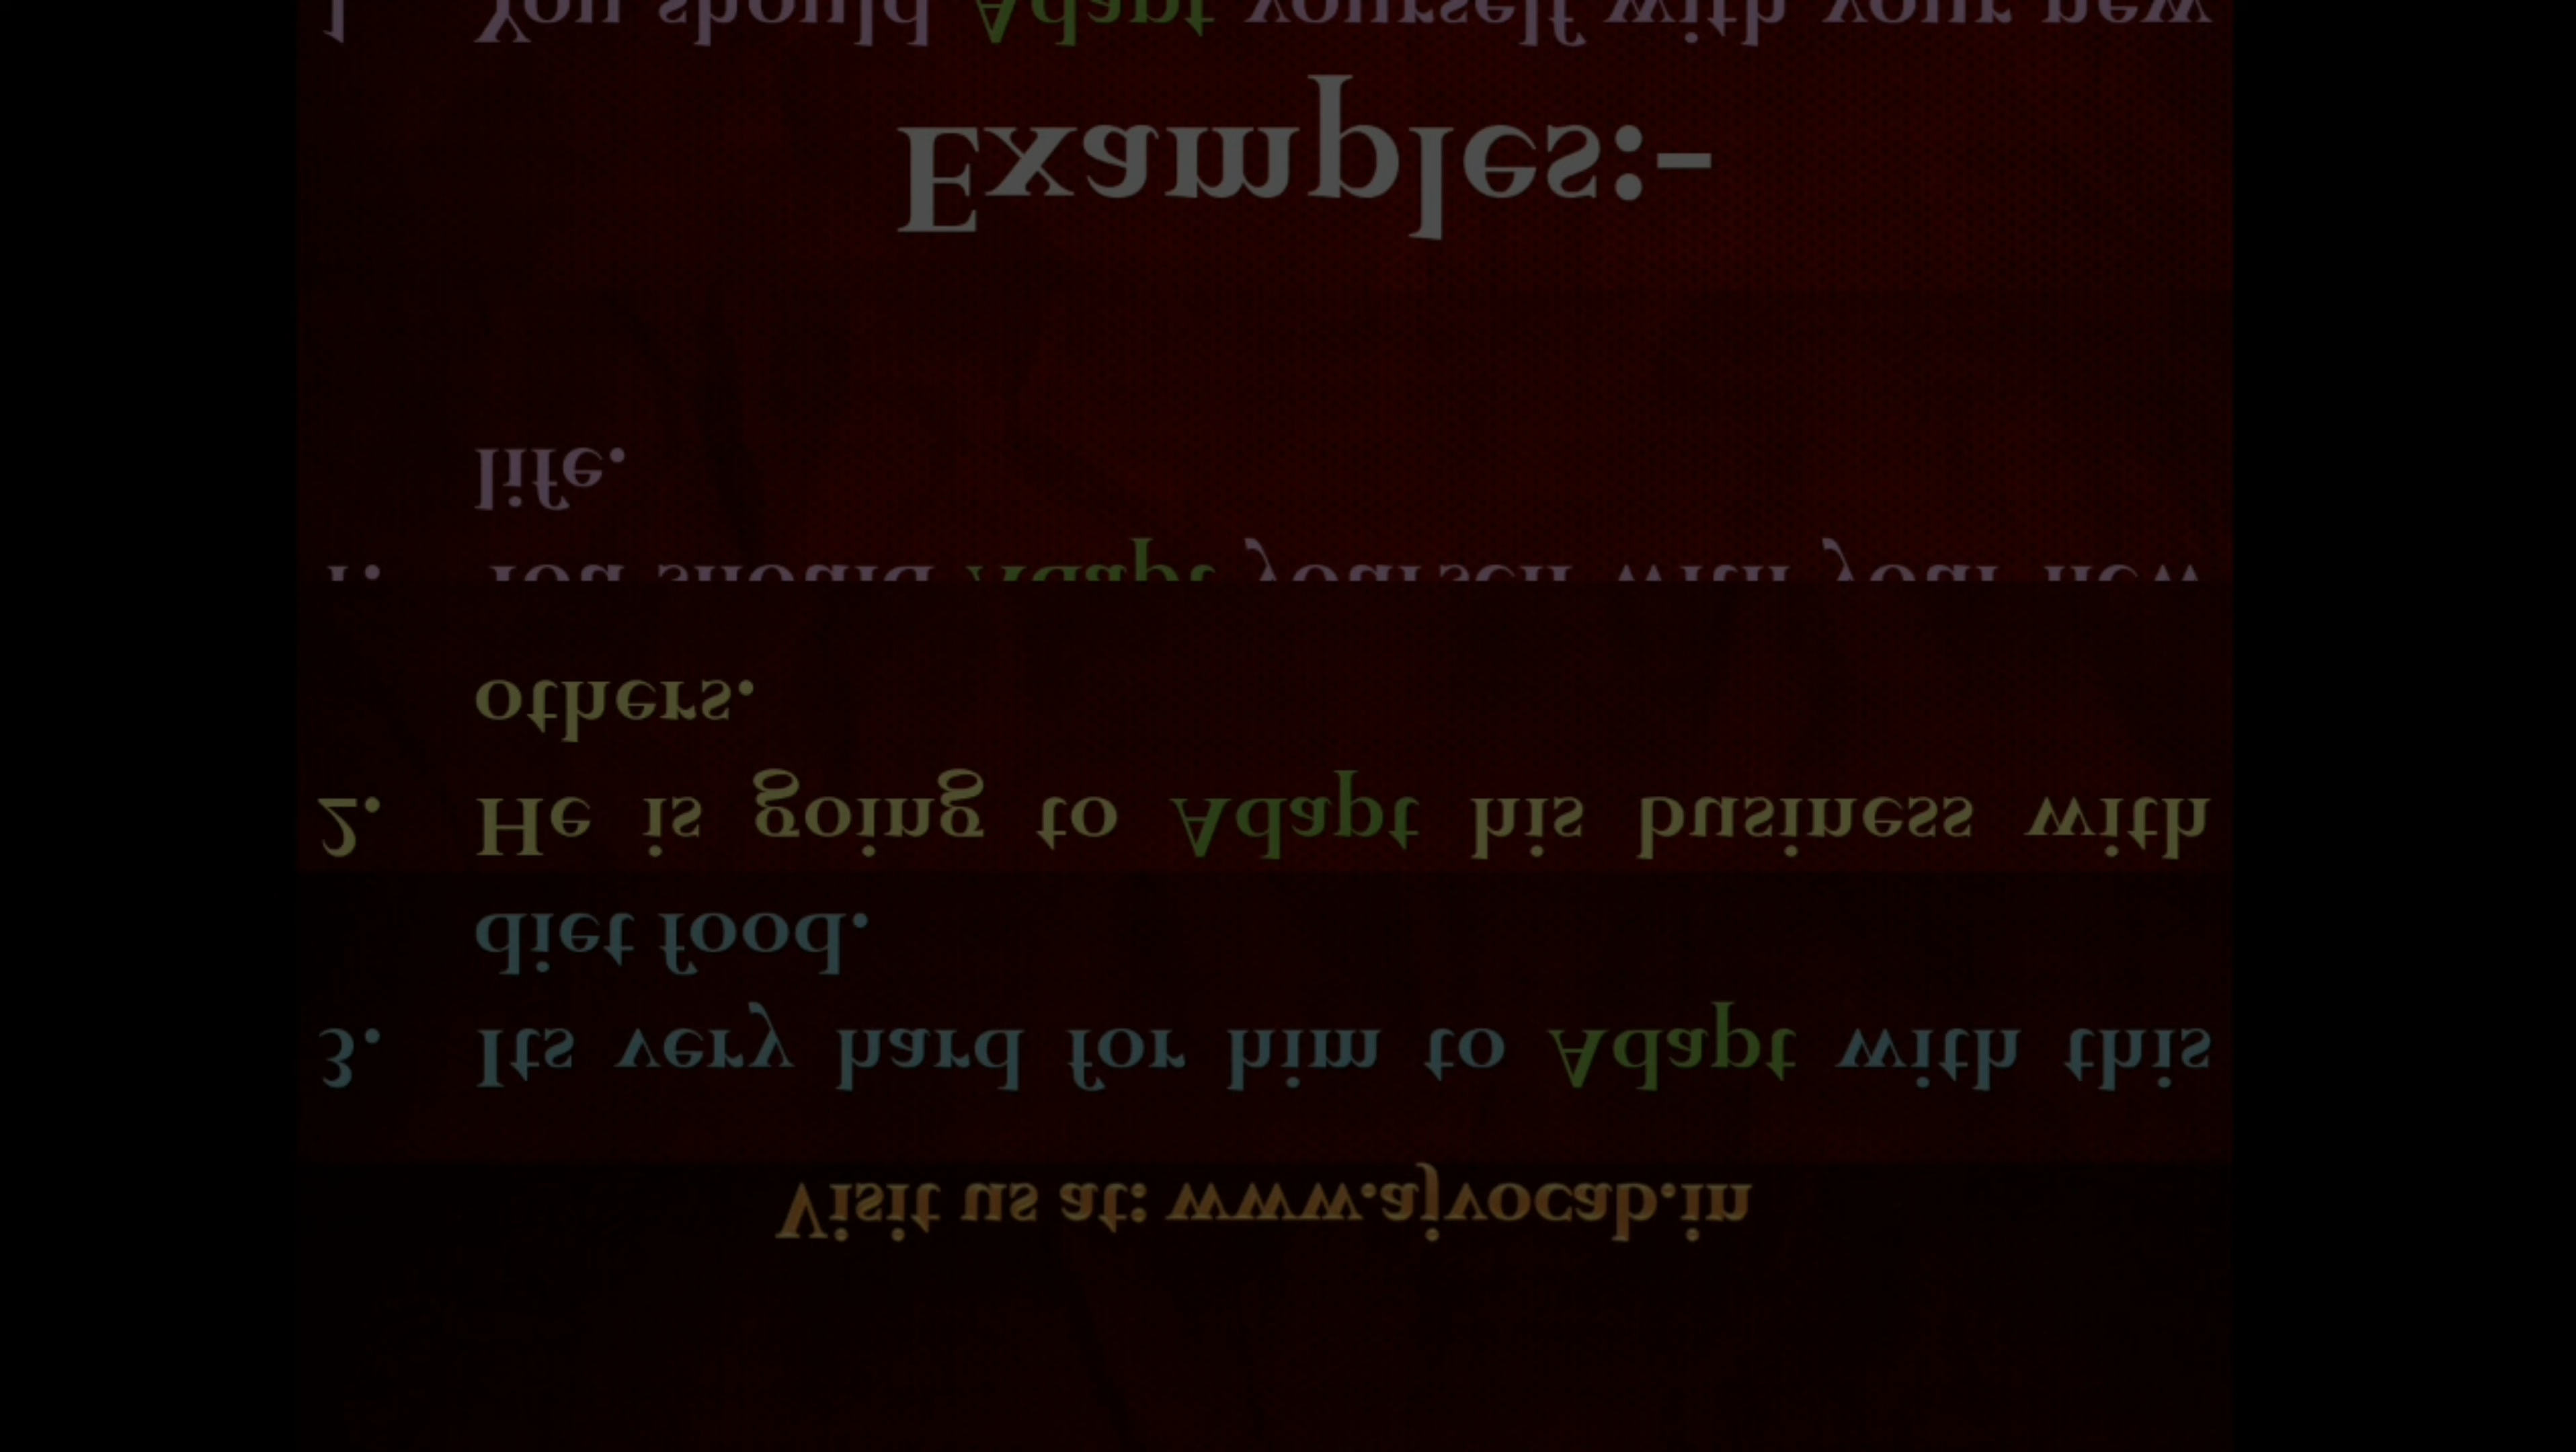 Examples:-
1. You should Adapt yourself with your new
life.
2. He is going to Adapt his business with
others.
3. Its very hard for him to Adapt with this
diet food.
Visit us at: www.ajvocab.in